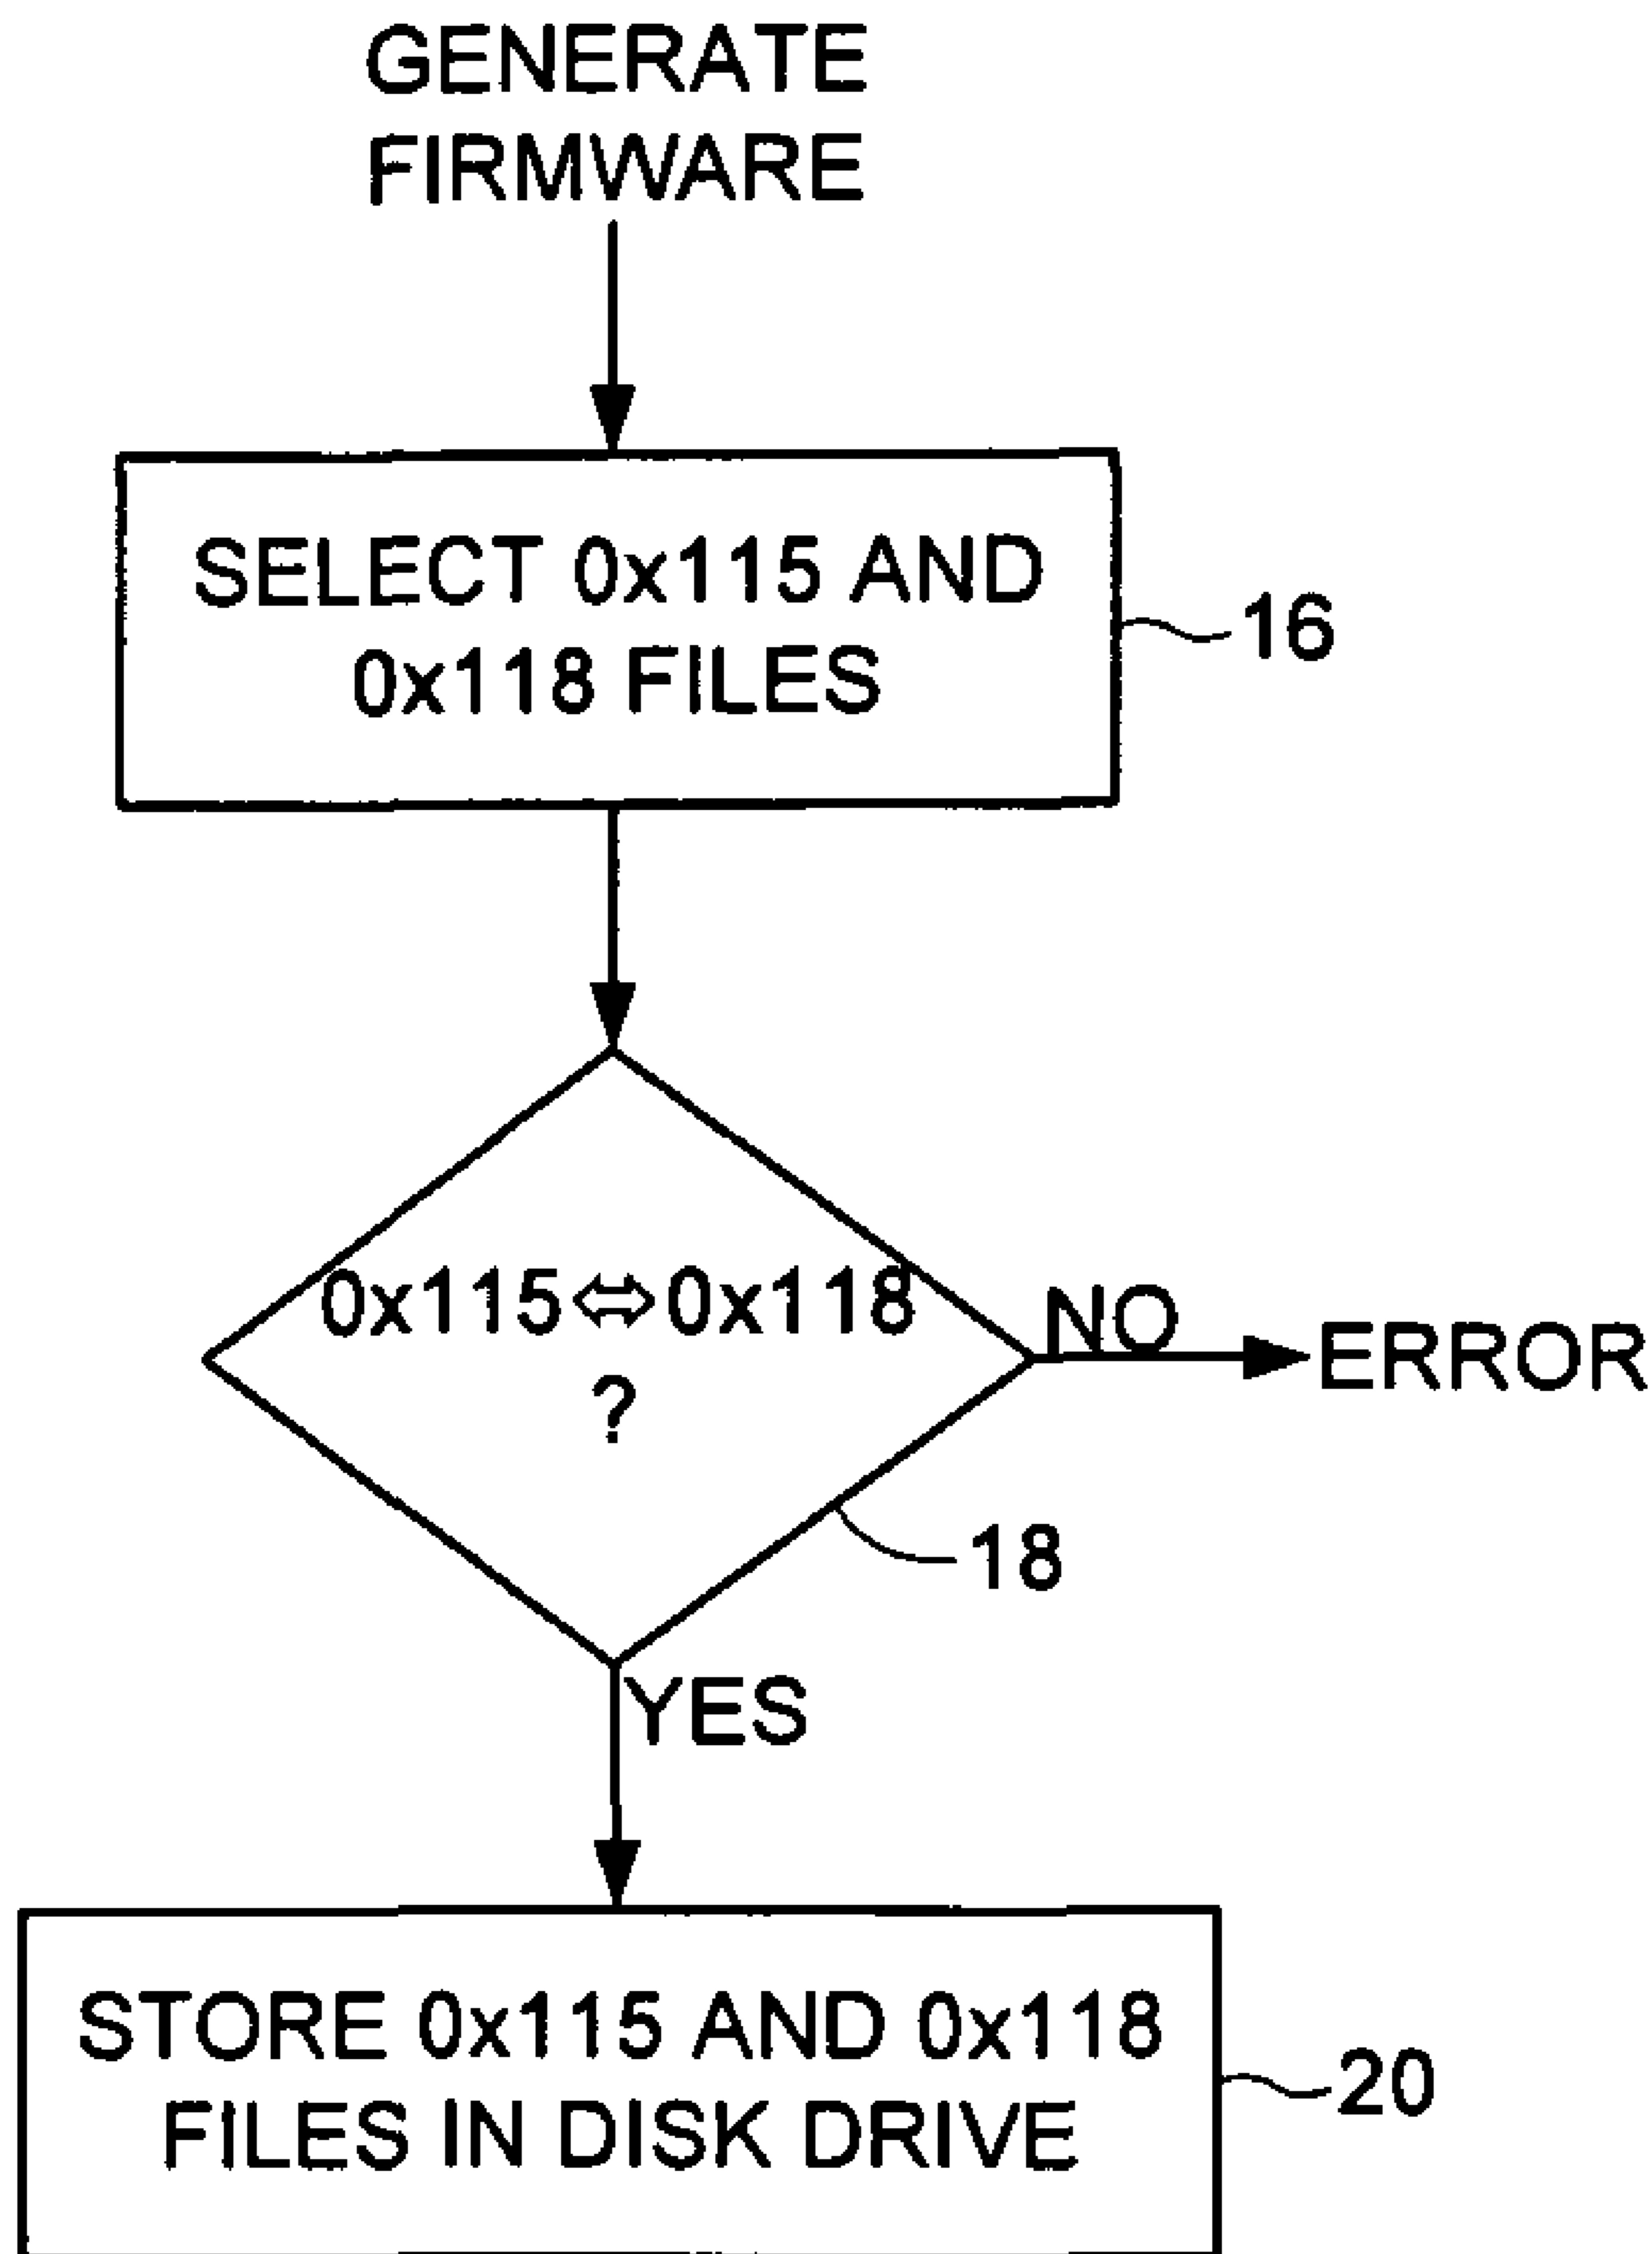 GENERATE
FIRMWARE
SELECT 0x115 AND
0x118 FILES
16
0x115⇔0x118
?
NO
ERROR
18
YES
STORE 0x115 AND 0x118
FILES IN DISK DRIVE
20